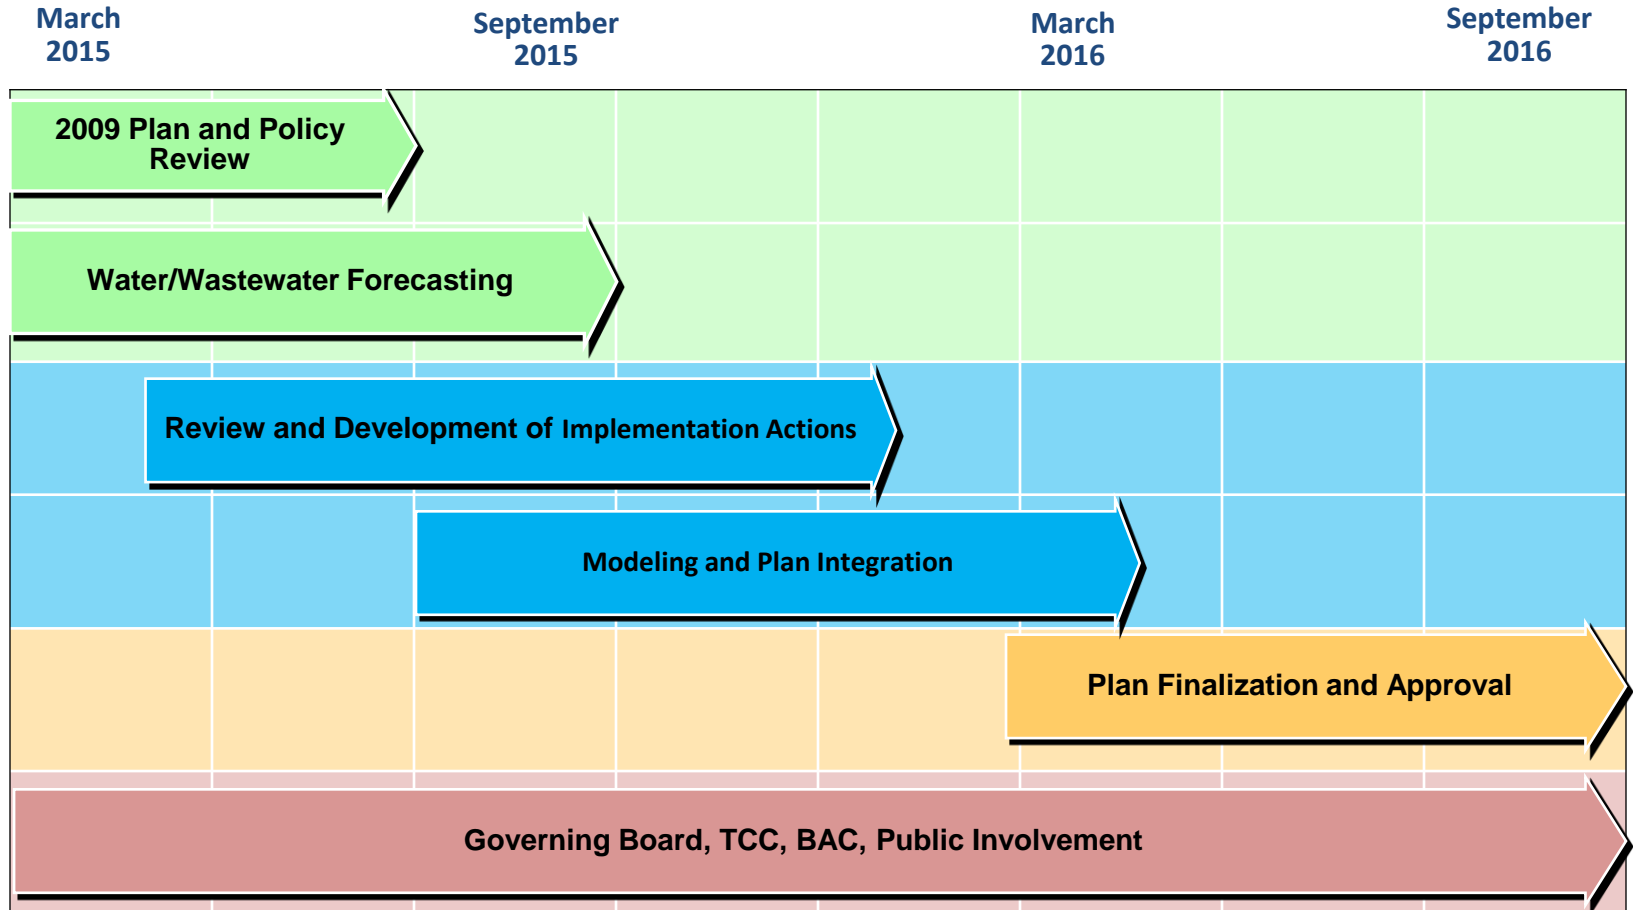 March
2015
September
2015
March
2016
September
2016
2009 Plan and Policy
Review
Water/Wastewater Forecasting
Review and Development of Implementation Actions
Modeling and Plan Integration
Plan Finalization and Approval
Governing Board, TCC, BAC, Public Involvement